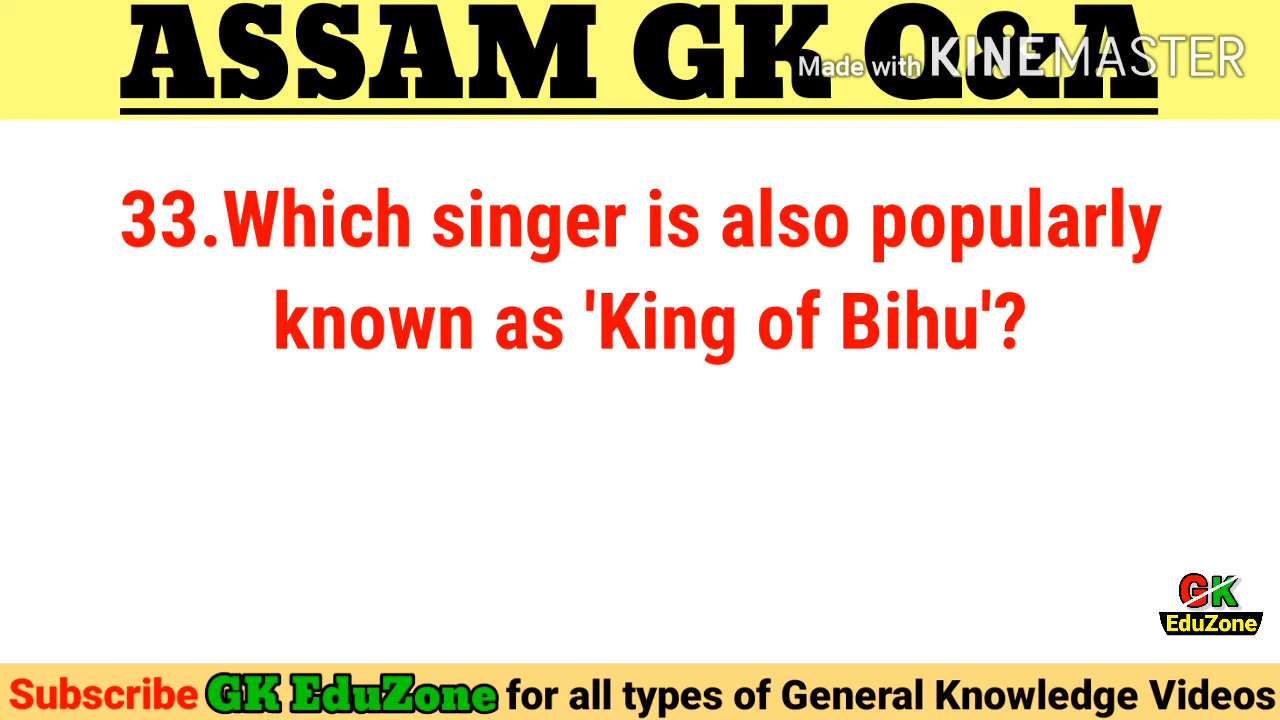 ASSAM GK Q&A
Made with KINEMASTER
33.Which singer is also popularly
known as 'King of Bihu'?
GK
EduZone
Subscribe GK EduZone for all types of General Knowledge Videos